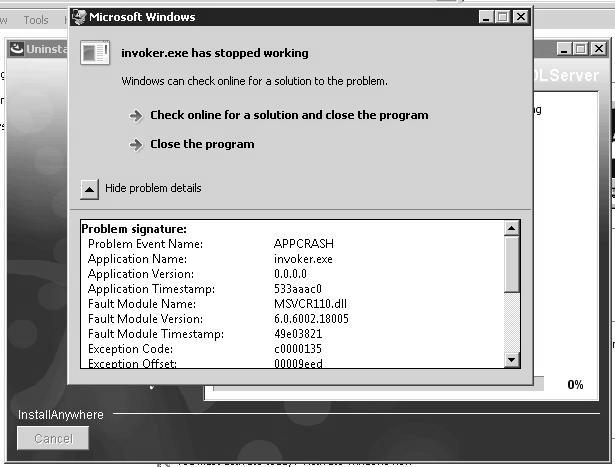 w Tools
Microsoft Windows
Uninsta
invoker.exe has stopped working
Windows can check online for a solution to the problem.
OLServer
Check online for a solution and close the program
ng
Close the program
Hide problem details
Problem signature:
Problem Event Name: APPCRASH
Application Name: invoker.exe
Application Version: 0.0.0.0
Application Timestamp: 533aaac0
Fault Module Name: MSVCR110.dll
Fault Module Version: 6.0.6002.18005
Fault Module Timestamp: 49e03821
Exception Code: c0000135
Exception Offset: 00009eed
0%
InstallAnywhere
Cancel